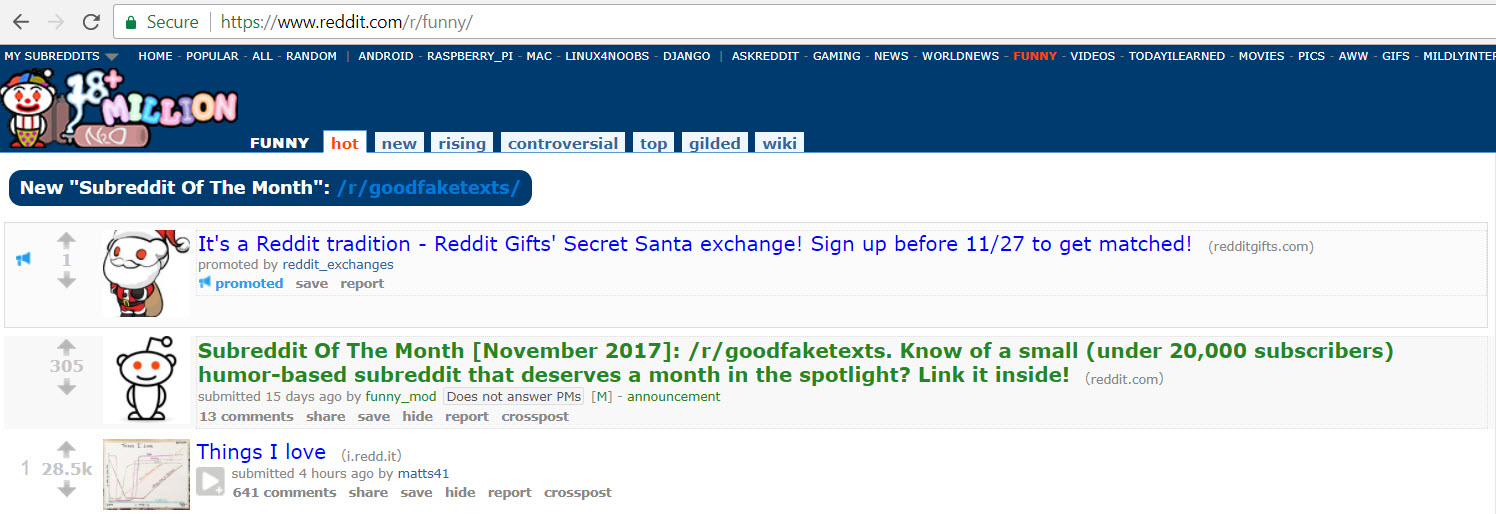 Secure https://www.reddit.com/r/funny/
MY SUBREDDITS HOME - POPULAR - ALL - RANDOM | ANDROID - RASPBERRY_PI - MAC - LINUX4NOOBS - DJANGO | ASKREDDIT - GAMING - NEWS - WORLDNEWS - FUNNY - VIDEOS - TODAYILEARNED - MOVIES - PICS - AWW - GIFS - MILDLYINTER
18+
MILLION
N2O
FUNNY hot new rising controversial top gilded wiki
New "Subreddit Of The Month": /r/goodfaketexts/
It's a Reddit tradition - Reddit Gifts' Secret Santa exchange! Sign up before 11/27 to get matched! (redditgifts.com)
1
promoted by reddit_exchanges
promoted save report
Subreddit Of The Month [November 2017]: /r/goodfaketexts. Know of a small (under 20,000 subscribers)
305
humor-based subreddit that deserves a month in the spotlight? Link it inside! (reddit.com)
submitted 15 days ago by funny_mod Does not answer PMs [M] - announcement
13 comments share save hide report crosspost
Things I love (i.redd.it)
1 28.5k
Things I Love
submitted 4 hours ago by matts41
641 comments share save hide report crosspost